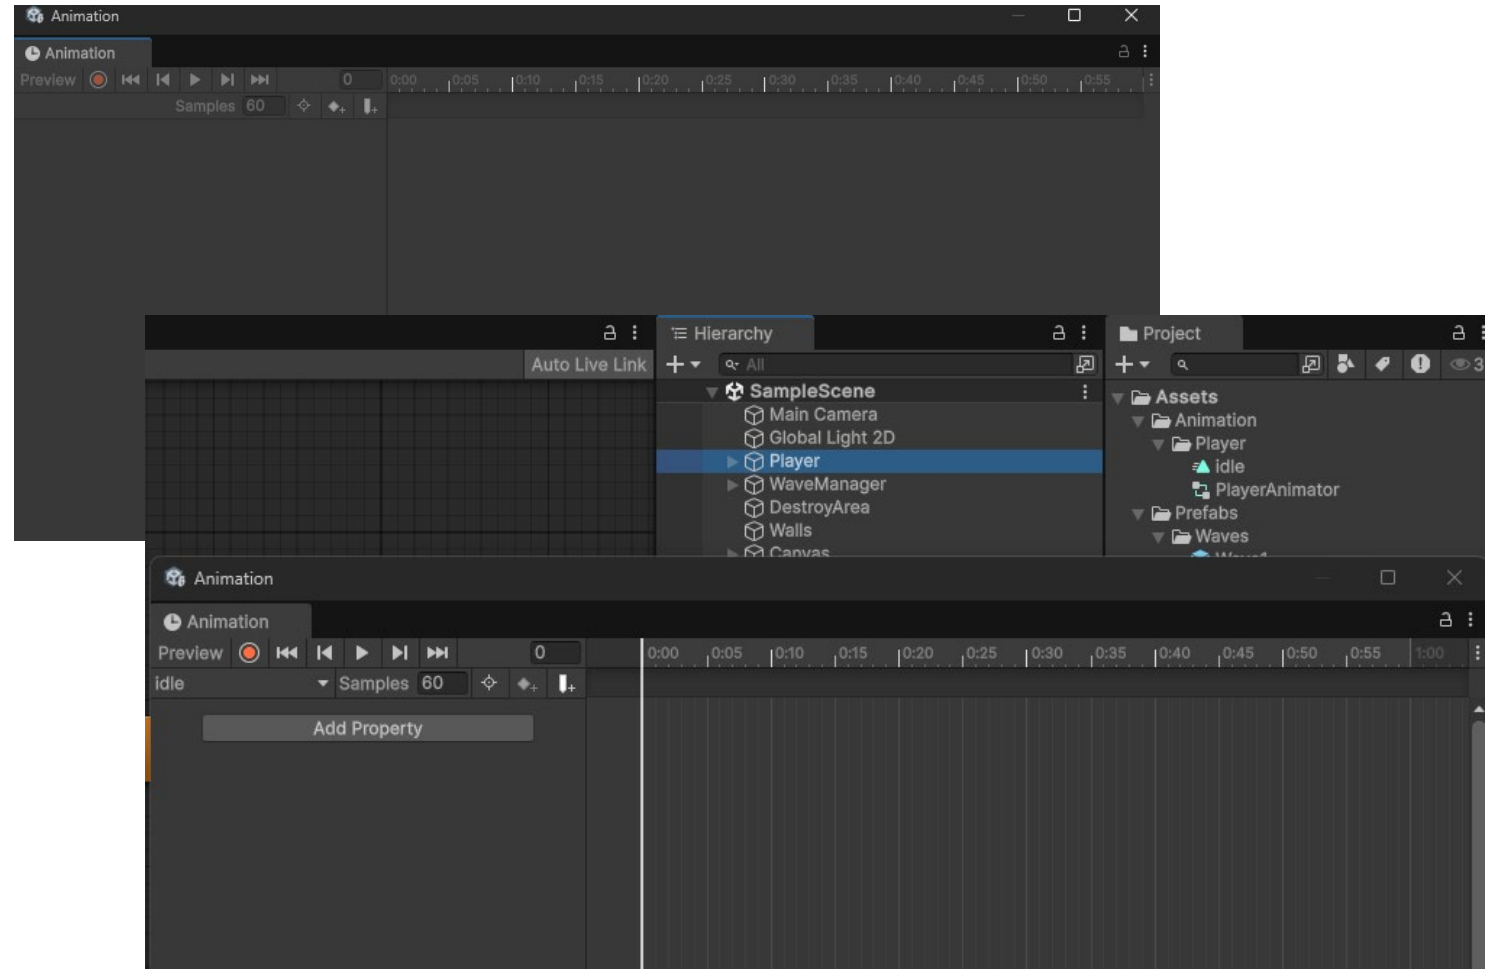 Animation
Animation
Preview 0 0:00 0:05 0:10 0:15 0:20 0:25 0:30 0:35 0:40 0:45 0:50 0:55
Samples 60
Hierarchy
Project
Auto Live Link
All
3
SampleScene
Main Camera
Global Light 2D
Player
WaveManager
DestroyArea
Walls
Canvas
Assets
Animation
Player
idle
PlayerAnimator
Prefabs
Waves
Wave1
Animation
Animation
Preview 0 0:00 0:05 0:10 0:15 0:20 0:25 0:30 0:35 0:40 0:45 0:50 0:55 1:00
idle Samples 60
Add Property